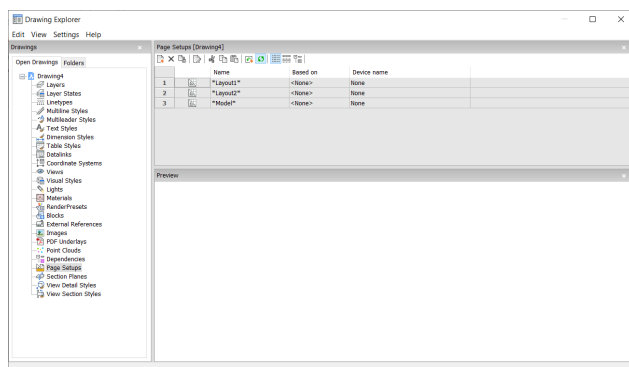 Drawing Explorer
Edit View Settings Help
Drawings
Open Drawings Folders
Drawing4
Layers
Layer States
Linetypes
Multiline Styles
Multileader Styles
Text Styles
Dimension Styles
Table Styles
Datalinks
Coordinate Systems
Views
Visual Styles
Lights
Materials
RenderPresets
Blocks
External References
Images
PDF Underlays
Point Clouds
Dependencies
Page Setups
Section Planes
View Detail Styles
View Section Styles
Page Setups [Drawing4]
Name Based on Device name
1 *Layout1* <None> None
2 *Layout2* <None> None
3 *Model* <None> None
Preview